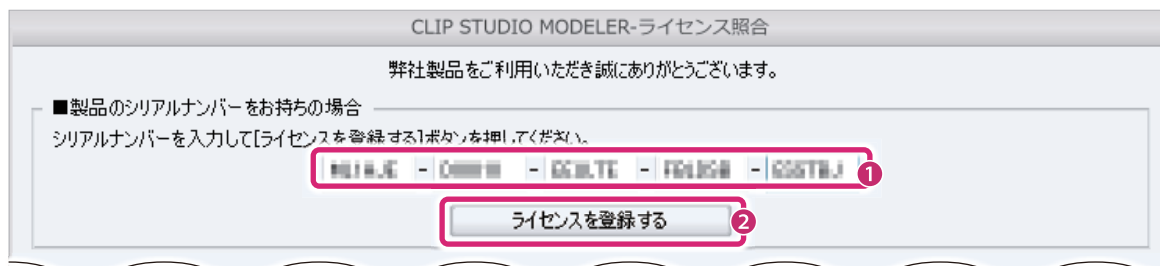 CLIP STUDIO MODELER-ライセンス照合
弊社製品をご利用いただき誠にありがとうございます。
■製品のシリアルナンバーをお持ちの場合
シリアルナンバーを入力して[ライセンスを登録する]ボタンを押してください。
- - - - 1
ライセンスを登録する 2